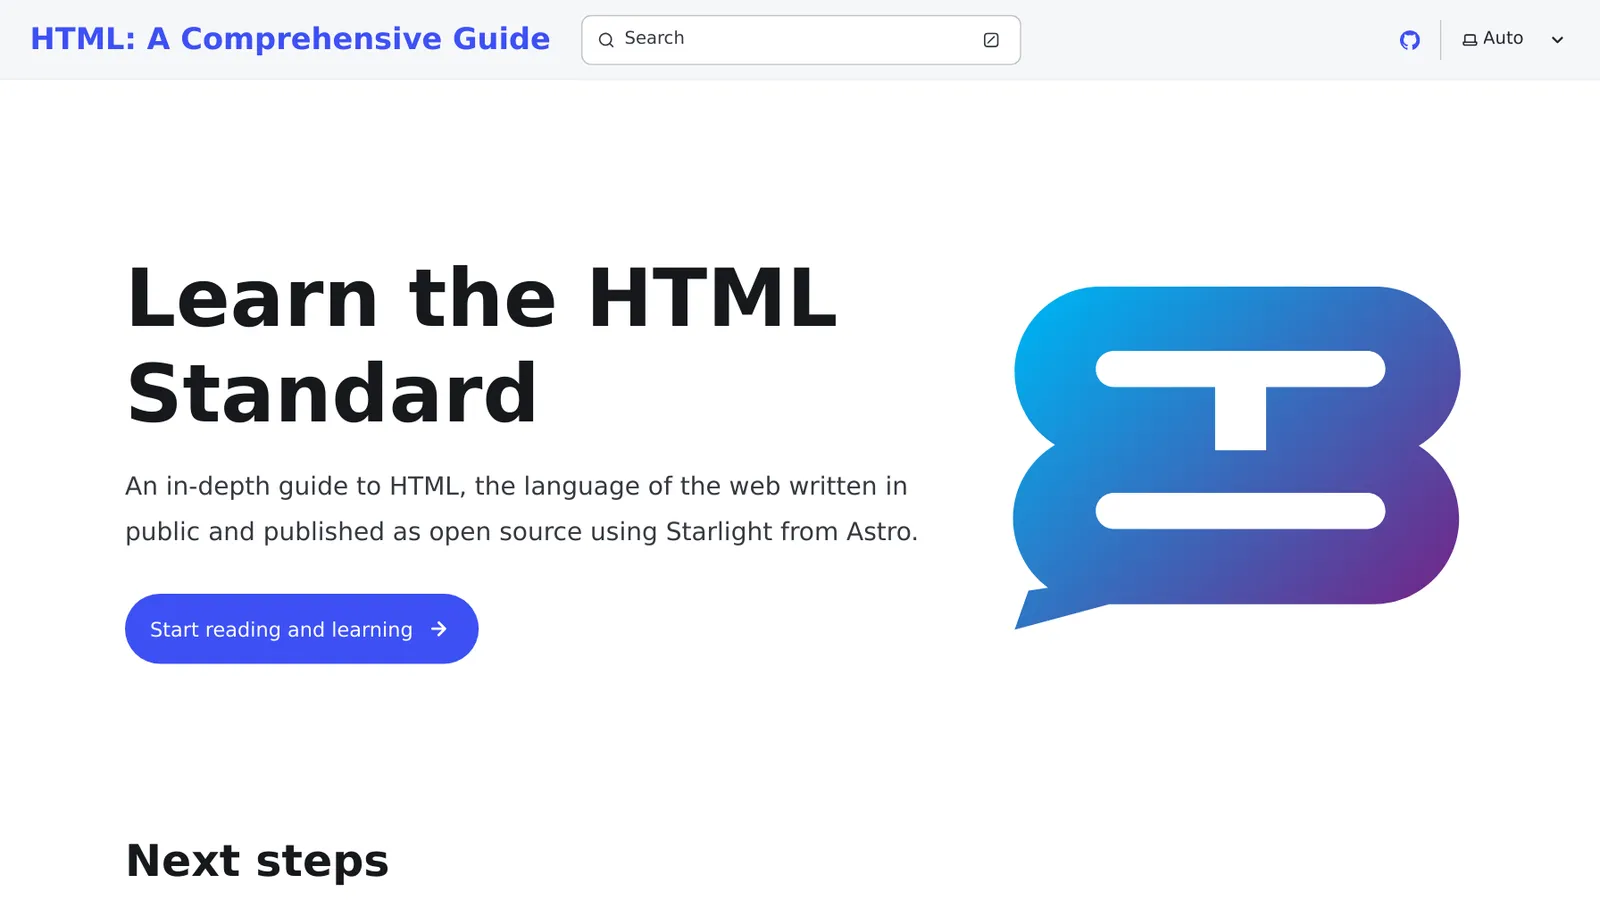 HTML: A Comprehensive Guide
Search
Auto
Learn the HTML
Standard
An in-depth guide to HTML, the language of the web written in
public and published as open source using Starlight from Astro.
Start reading and learning
Next steps